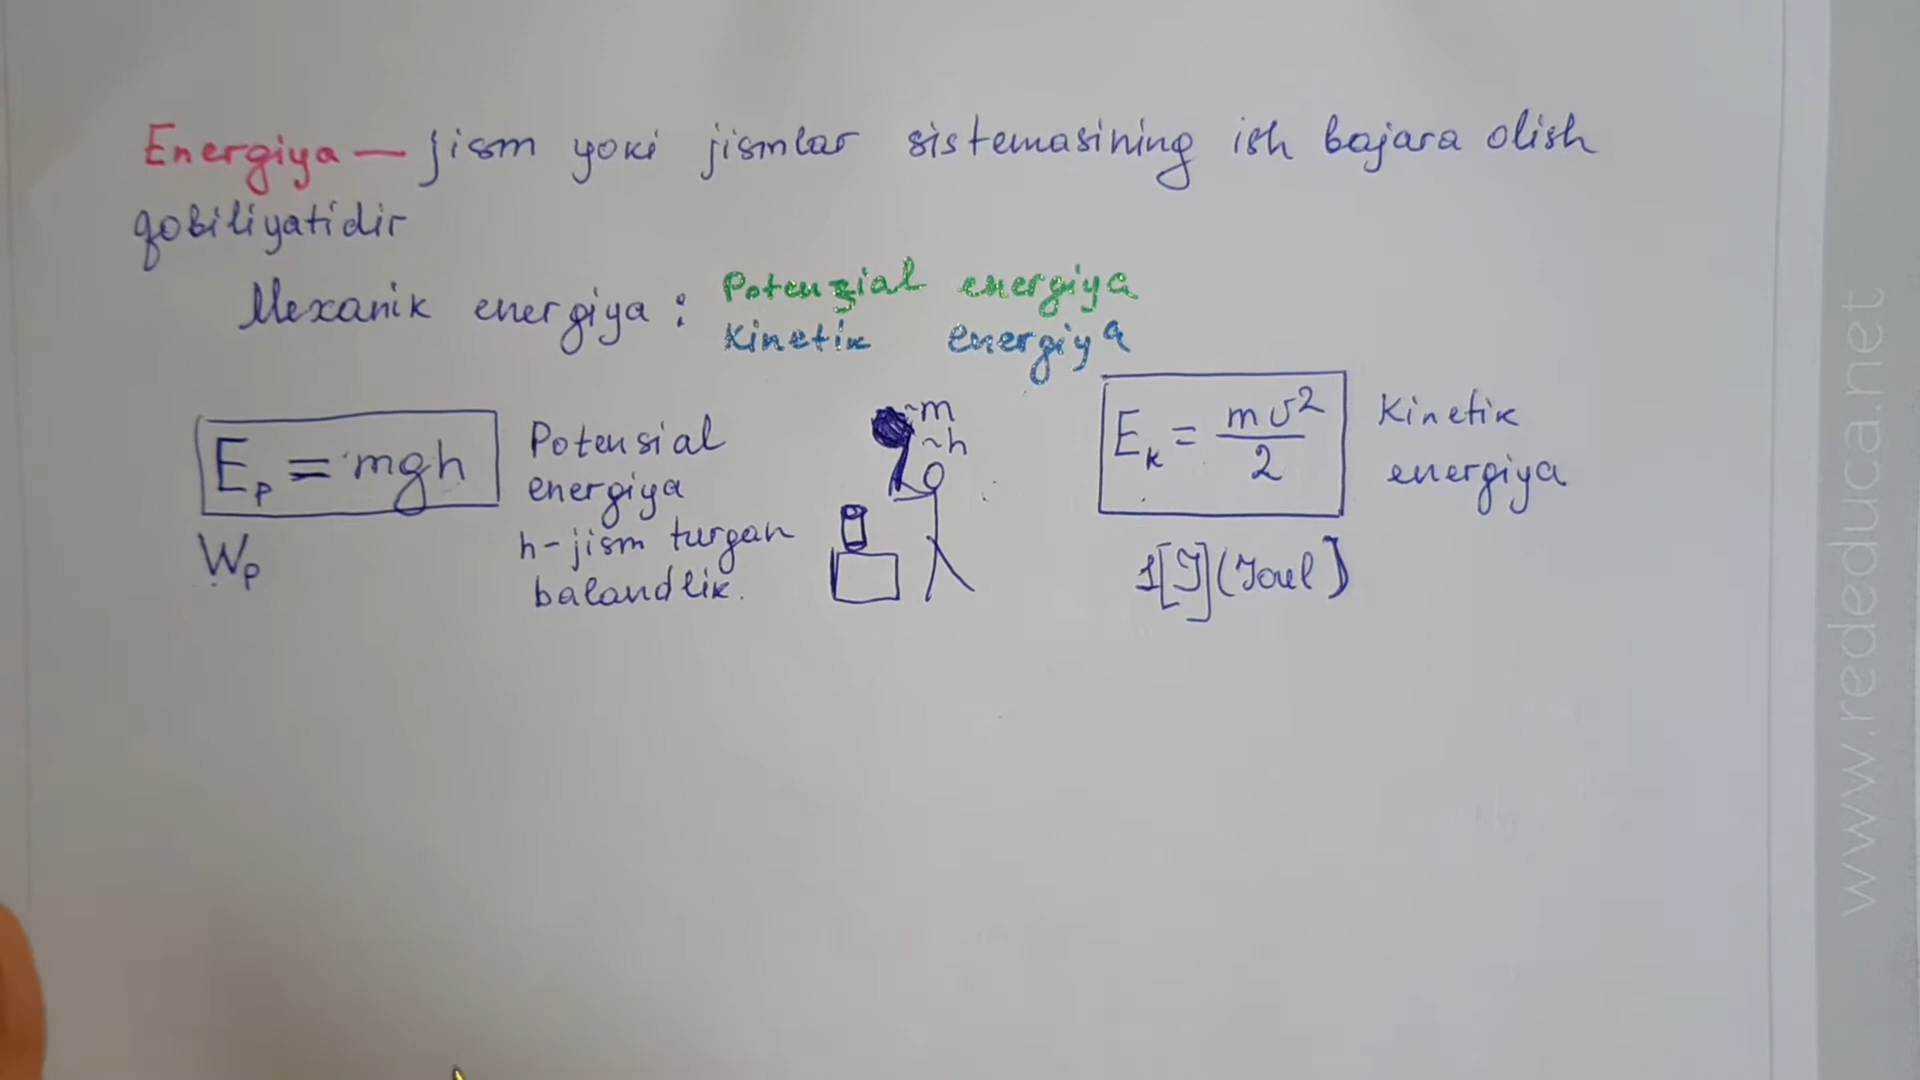 Energiya — jism yoki jismlar sistemasining ish bajara olish
qobiliyatidir
Mexanik energiya : Potenzial energiya
Kinetik energiya
Ep = mgh
Potensial
energiya
h-jism turgan
balandlik.
Wp
~m
~h
Ek = mυ²/2
Kinetik
energiya
1[J](Joul)
www.rededuca.net